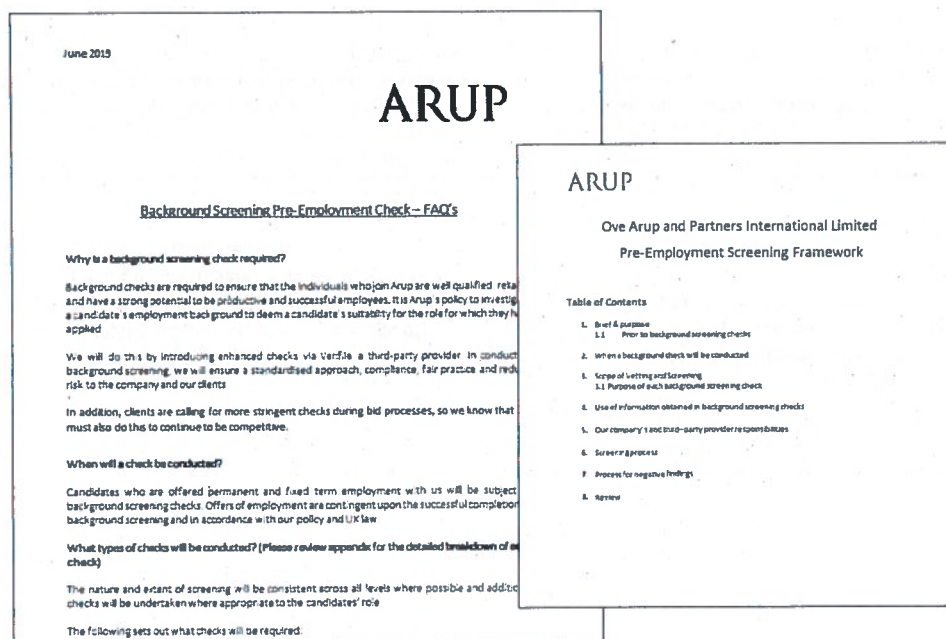 June 2019
ARUP
Background Screening Pre-Employment Check – FAQ's
Why is a background screening check required?
Background checks are required to ensure that the individuals who join Arup are well qualified
and have a strong potential to be productive and successful employees. It is Arup's policy to
a candidate's employment background to deem a candidate's suitability for the role for which they
applied
We will do this by introducing enhanced checks via Verifile a third-party provider. In
background screening, we will ensure a standardised approach, compliance, fair practice and
risk to the company and our clients
In addition, clients are calling for more stringent checks during bid processes, so we know that
must also do this to continue to be competitive.
When will a check be conducted?
Candidates who are offered permanent and fixed term employment with us will be subject
background screening checks. Offers of employment are contingent upon the successful
background screening and in accordance with our policy and UK law
What types of checks will be conducted? (Please review appendix for the detailed breakdown of
check)
The nature and extent of screening will be consistent across all levels where possible and
checks will be undertaken where appropriate to the candidates' role
The following sets out what checks will be required:
ARUP
Ove Arup and Partners International Limited
Pre-Employment Screening Framework
Table of Contents
1. Brief & purpose
1.1 Prior to background screening checks
2. When a background check will be conducted
3. Scope of Vetting and Screening
3.1 Purpose of each background screening check
4. Use of information obtained in background screening checks
5. Our company's and third-party provider responsibilities
6. Screening process
7. Process for negative findings
8. Review